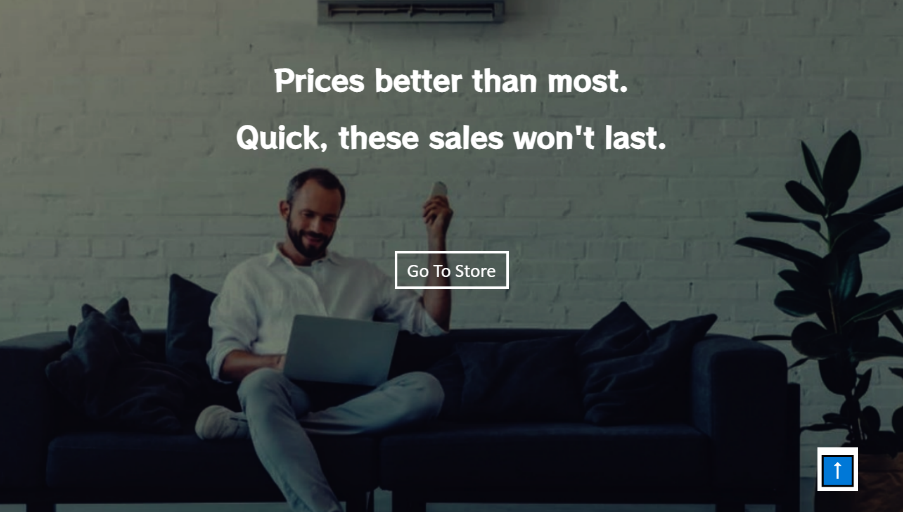 Prices better than most.
Quick, these sales won't last.
Go To Store
↑